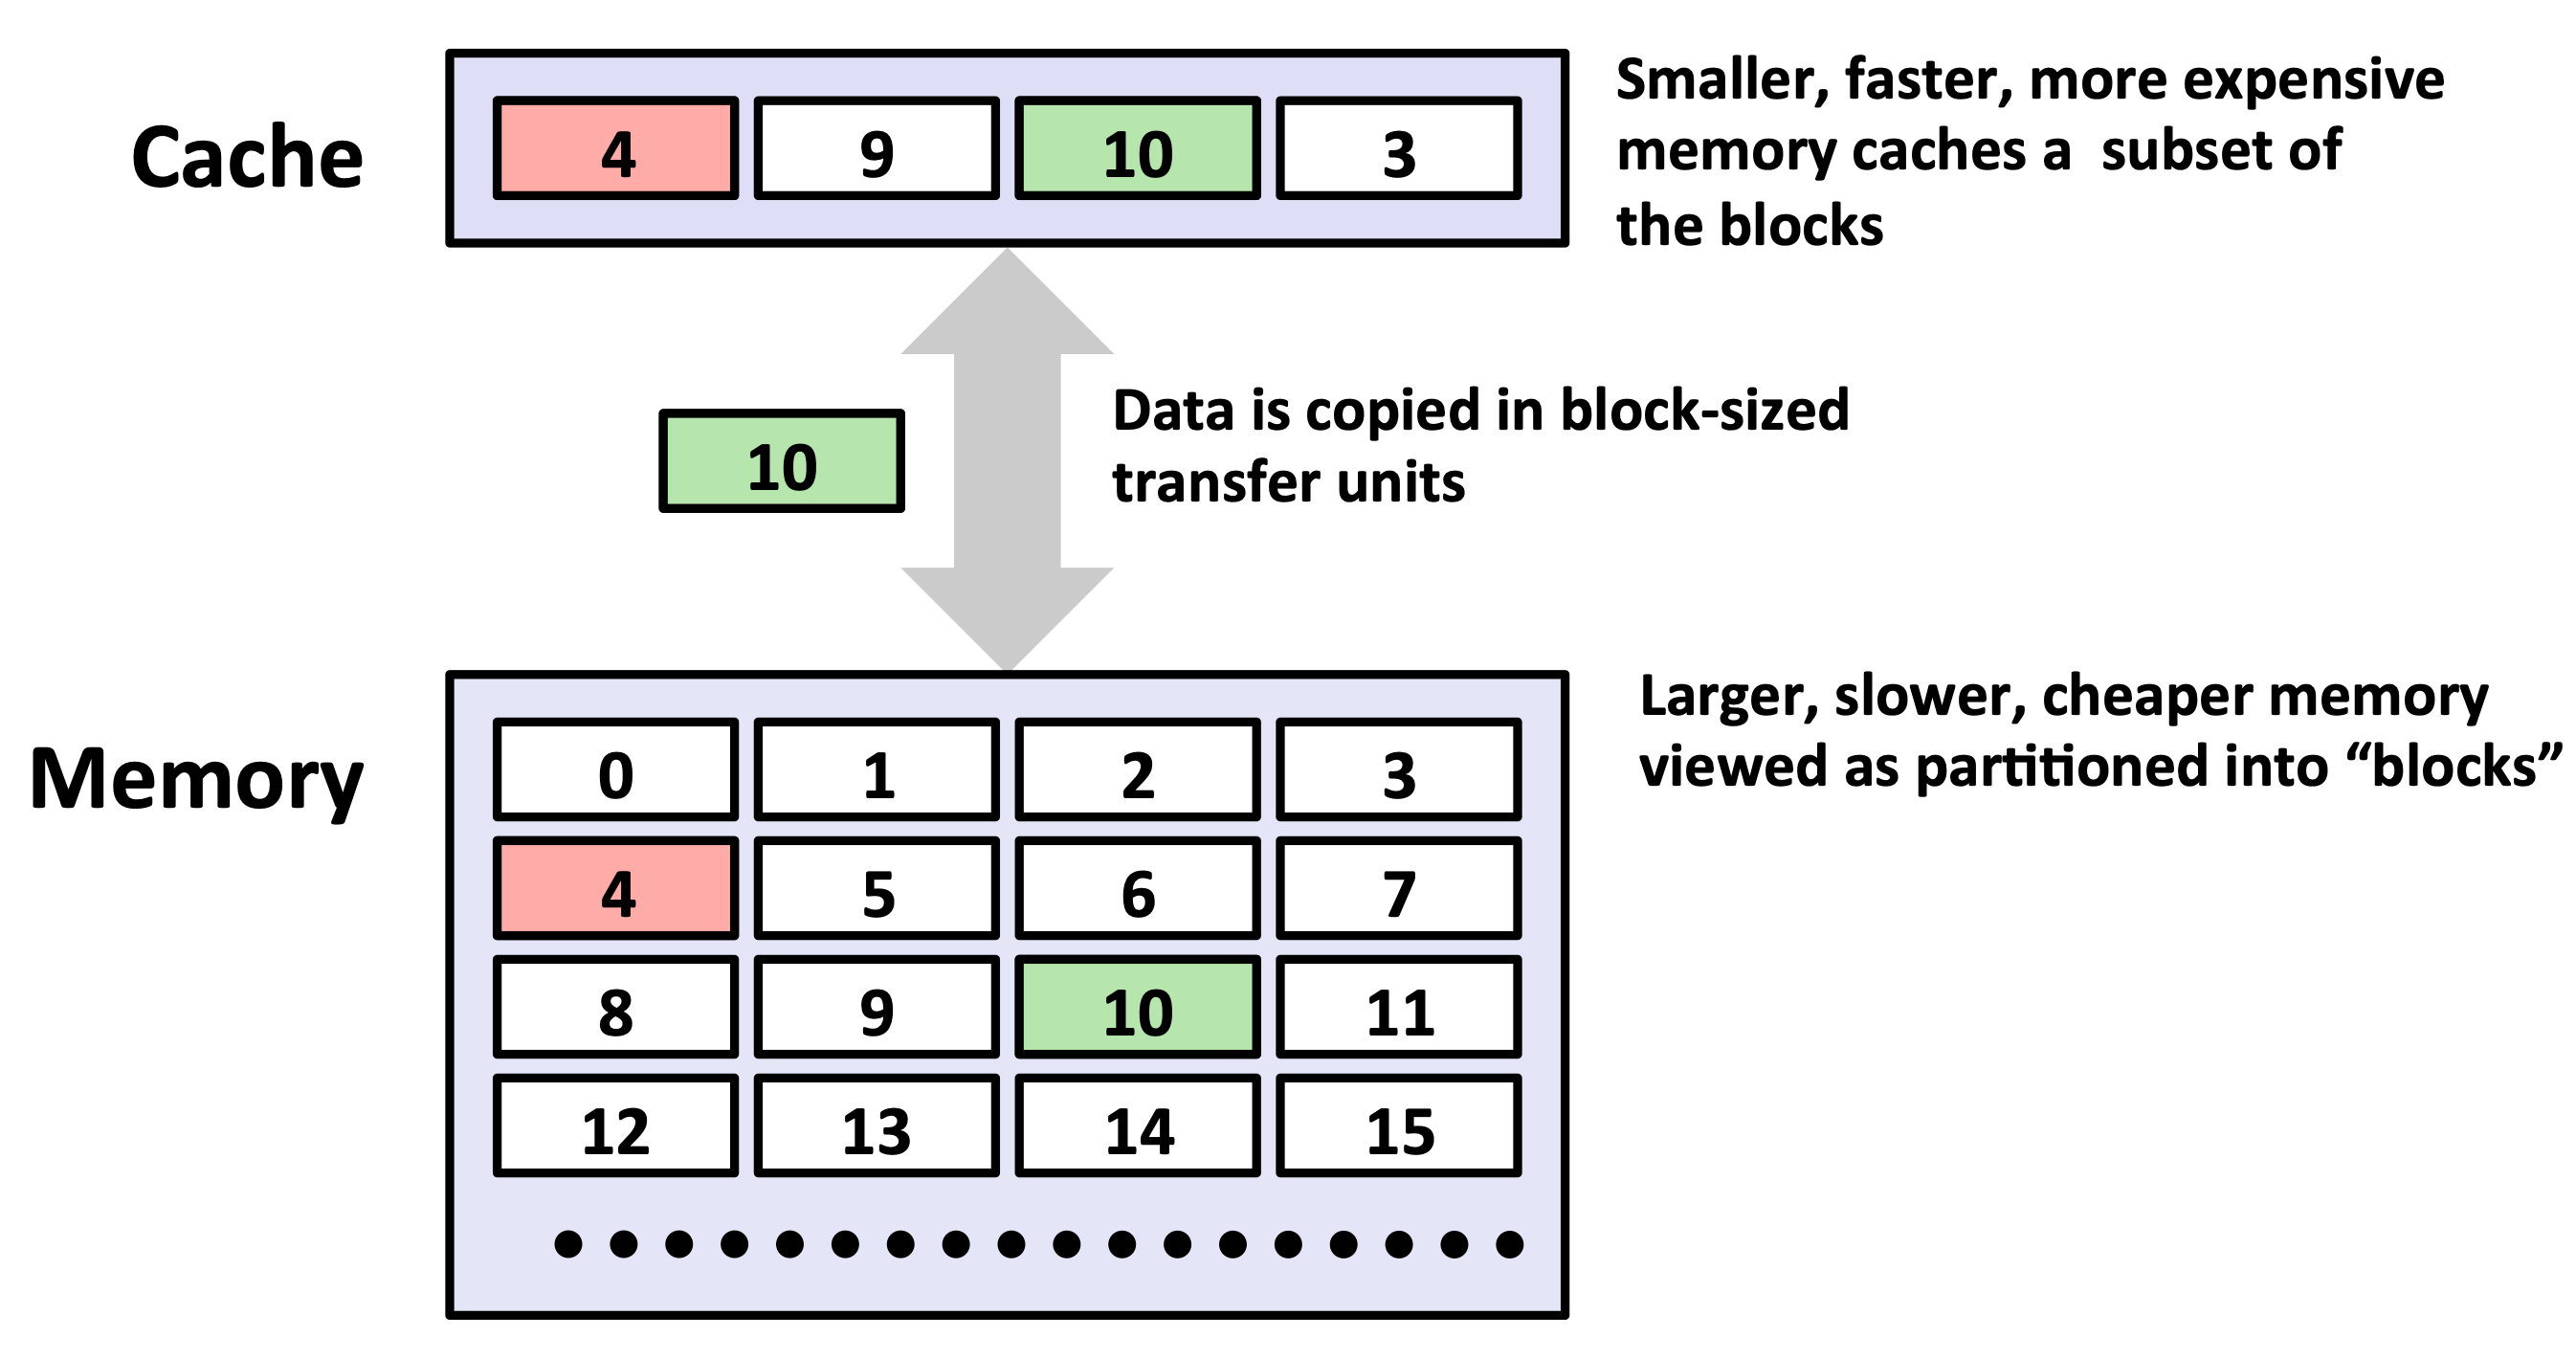 Cache
4 9 10 3
Smaller, faster, more expensive
memory caches a subset of
the blocks
10
Data is copied in block-sized
transfer units
Memory
Larger, slower, cheaper memory
viewed as partitioned into “blocks”
0 1 2 3
4 5 6 7
8 9 10 11
12 13 14 15